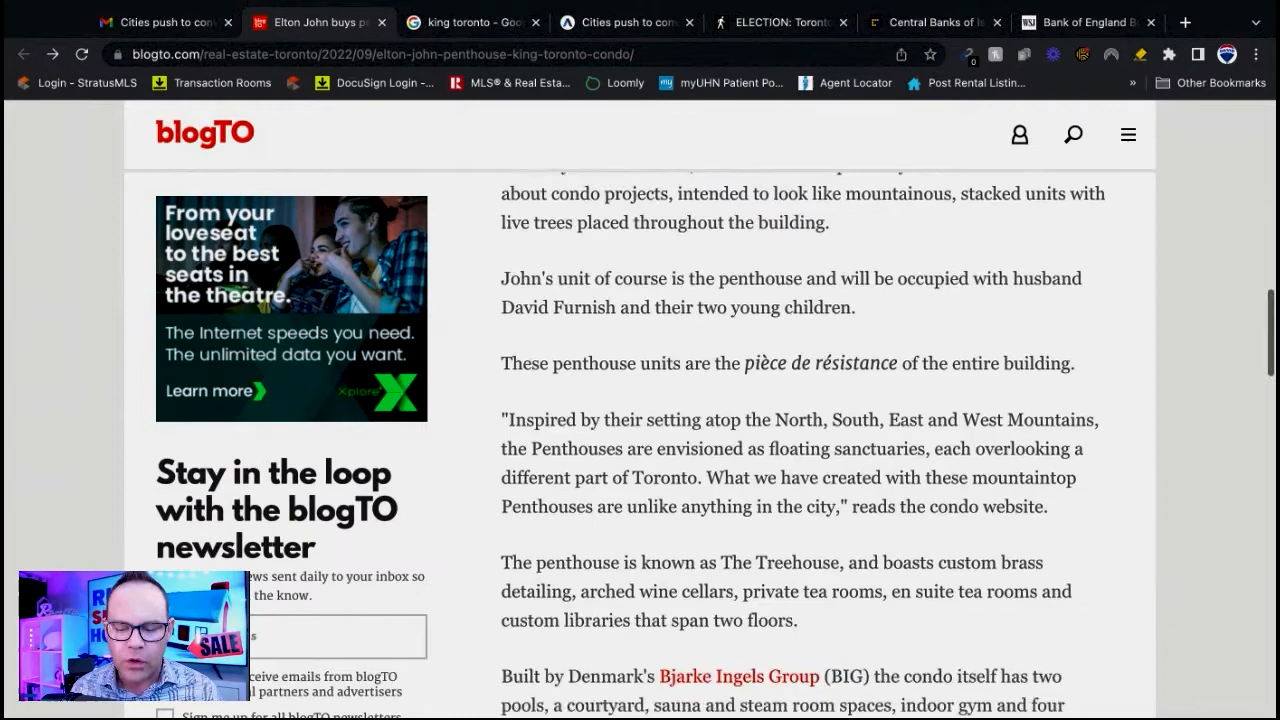 Cities push to con
Elton John buys p
king toronto - Goo
Cities push to con
ELECTION: Toronto
Central Banks of
WSJ
Bank of England B
blogto.com/real-estate-toronto/2022/09/elton-john-penthouse-king-toronto-condo/
0
Login - StratusMLS
Transaction Rooms
DocuSign -...
MLS® & Real Esta...
Loomly
my
myUHN Patient Po...
Agent Locator
Post Rental Listin...
»
Other Bookmarks
blogTO
From your
loveseat
to the best
seats in
the theatre.
The Internet speeds you need.
The unlimited data you want.
Learn more
Xplore
Stay in the loop
with the blogTO
newsletter
ews sent daily to your inbox so
the know.
s
ceive emails from blogTO
l partners and advertisers
Sign me up for all blogTO newsletters
SALE
about condo projects, intended to look like mountainous, stacked units with
live trees placed throughout the building.
John's unit of course is the penthouse and will be occupied with husband
David Furnish and their two young children.
These penthouse units are the pièce de résistance of the entire building.
"Inspired by their setting atop the North, South, East and West Mountains,
the Penthouses are envisioned as floating sanctuaries, each overlooking a
different part of Toronto. What we have created with these mountaintop
Penthouses are unlike anything in the city," reads the condo website.
The penthouse is known as The Treehouse, and boasts custom brass
detailing, arched wine cellars, private tea rooms, en suite tea rooms and
custom libraries that span two floors.
Built by Denmark's Bjarke Ingels Group (BIG) the condo itself has two
pools, a courtyard, sauna and steam room spaces, indoor gym and four